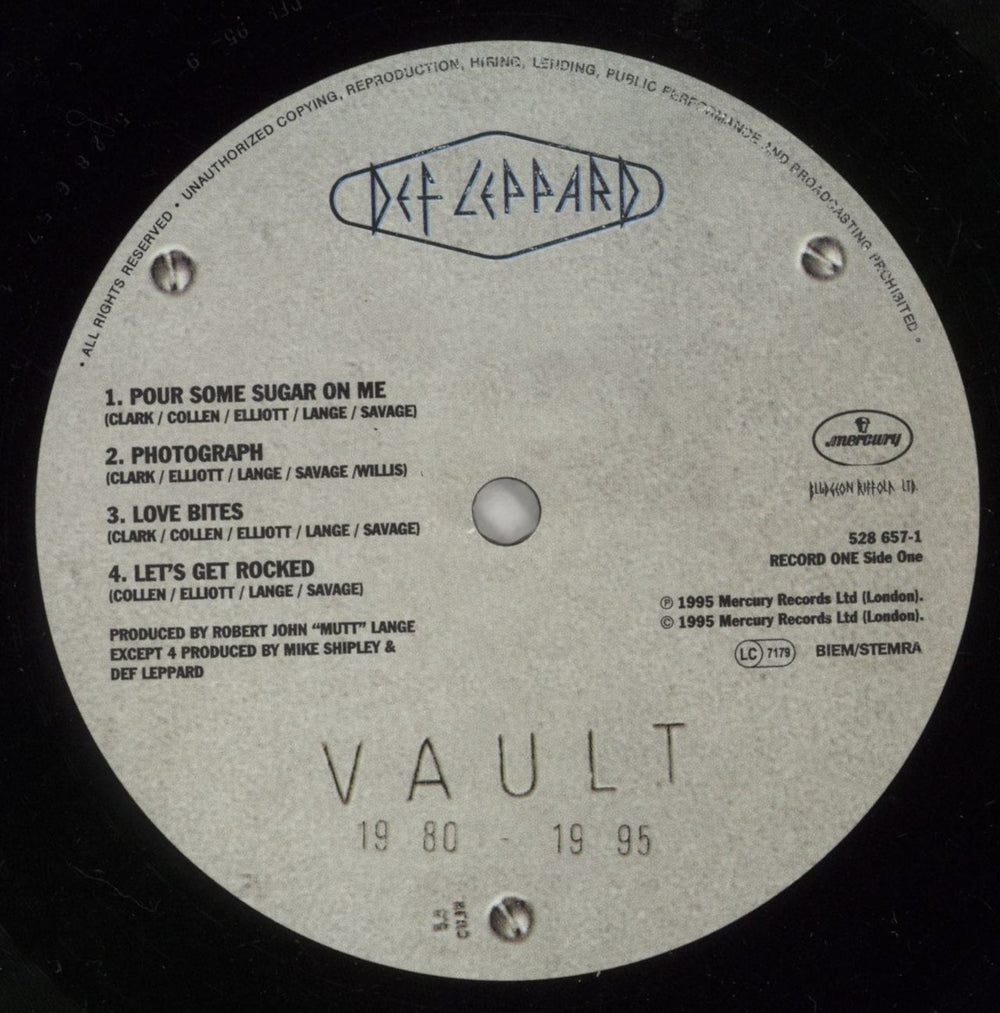 • ALL RIGHTS RESERVED • UNAUTHORIZED COPYING, REPRODUCTION, HIRING, LENDING, PUBLIC PERFORMANCE AND BROADCASTING PROHIBITED •
DEF LEPPARD
1. POUR SOME SUGAR ON ME
(CLARK / COLLEN / ELLIOTT / LANGE / SAVAGE)
2. PHOTOGRAPH
(CLARK / ELLIOTT / LANGE / SAVAGE /WILLIS)
3. LOVE BITES
(CLARK / COLLEN / ELLIOTT / LANGE / SAVAGE)
4. LET'S GET ROCKED
(COLLEN / ELLIOTT / LANGE / SAVAGE)
PRODUCED BY ROBERT JOHN “MUTT” LANGE
EXCEPT 4 PRODUCED BY MIKE SHIPLEY &
DEF LEPPARD
mercury
BLUDGEON RIFFOLA LTD.
528 657-1
RECORD ONE Side One
℗ 1995 Mercury Records Ltd (London).
© 1995 Mercury Records Ltd (London).
LC 7179 BIEM/STEMRA
VAULT
19 80 - 19 95